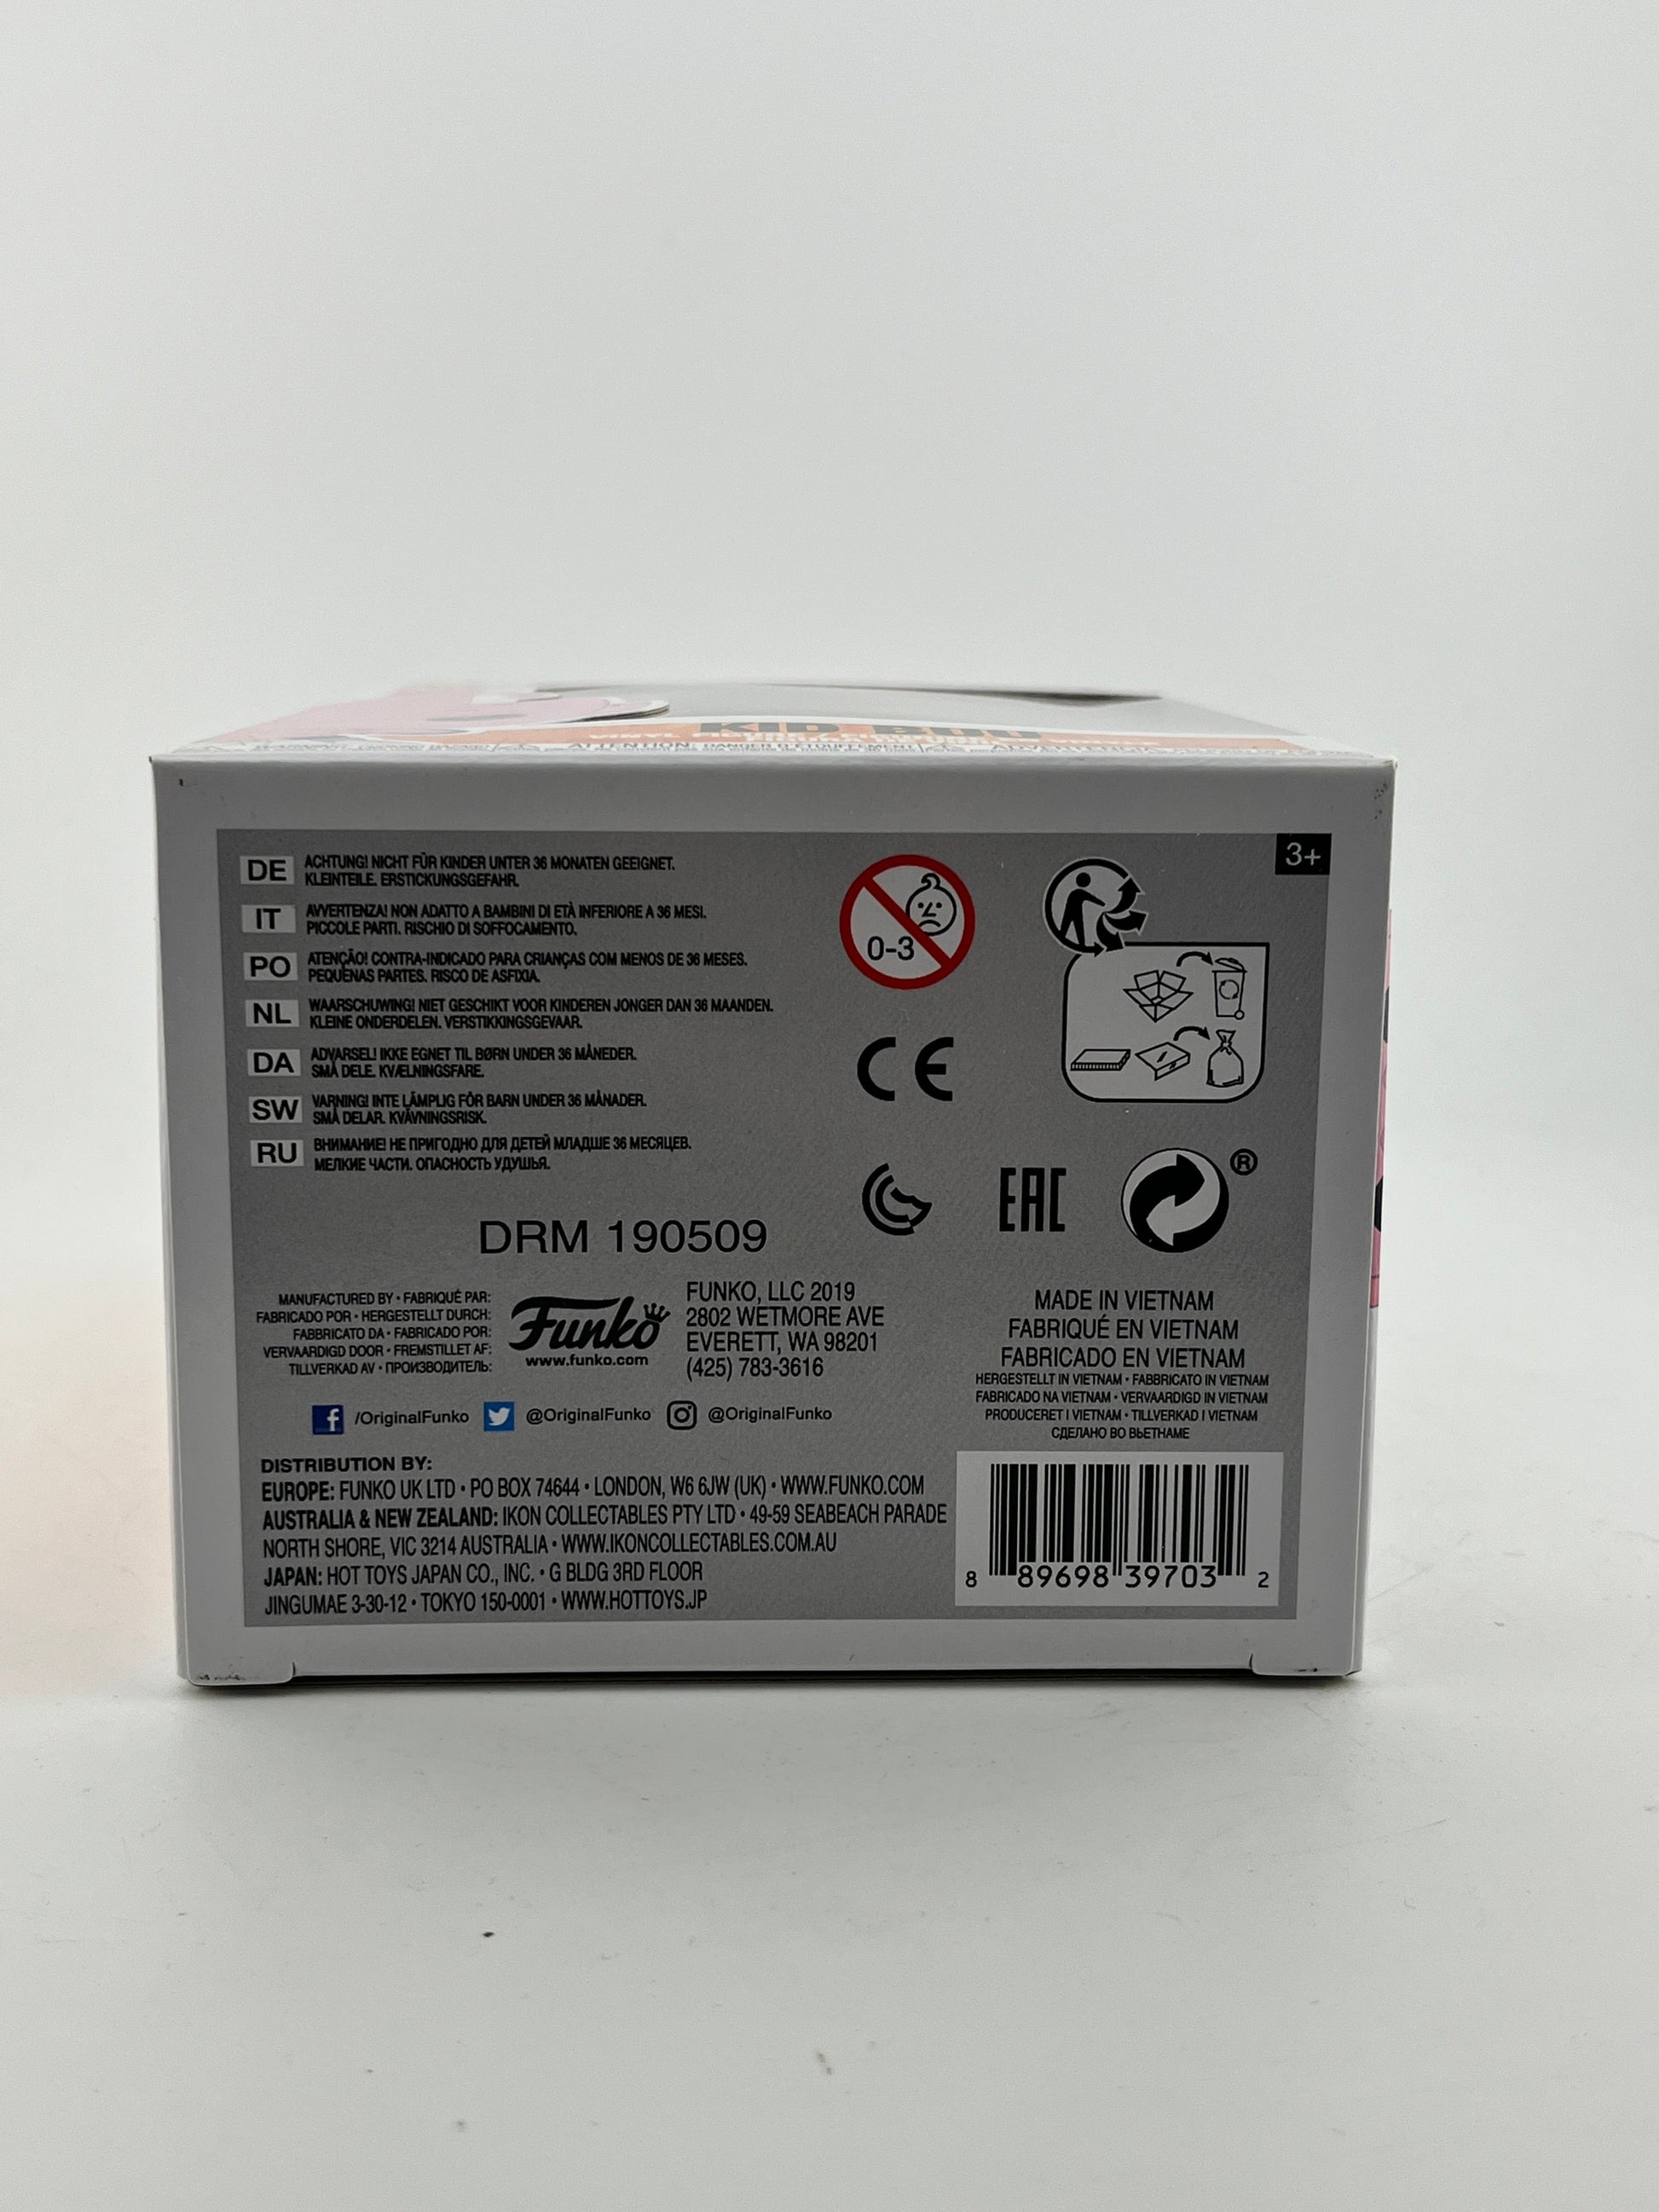 KID BUU
DE
ACHTUNG! NICHT FÜR KINDER UNTER 36 MONATEN GEEIGNET.
KLEINTEILE. ERSTICKUNGSGEFAHR.
IT
AVVERTENZA! NON ADATTO A BAMBINI DI ETÀ INFERIORE A 36 MESI.
PICCOLE PARTI. RISCHIO DI SOFFOCAMENTO.
PO
ATENÇÃO! CONTRA-INDICADO PARA CRIANÇAS COM MENOS DE 36 MESES.
PEQUENAS PARTES. RISCO DE ASFIXIA.
NL
WAARSCHUWING! NIET GESCHIKT VOOR KINDEREN JONGER DAN 36 MAANDEN.
KLEINE ONDERDELEN. VERSTIKKINGSGEVAAR.
DA
ADVARSEL! IKKE EGNET TIL BØRN UNDER 36 MÅNEDER.
SMÅ DELE. KVÆLNINGSFARE.
SW
VARNING! INTE LÄMPLIG FÖR BARN UNDER 36 MÅNADER.
SMÅ DELAR. KVÄVNINGSRISK.
RU
ВНИМАНИЕ! НЕ ПРИГОДНО ДЛЯ ДЕТЕЙ МЛАДШЕ 36 МЕСЯЦЕВ.
МЕЛКИЕ ЧАСТИ. ОПАСНОСТЬ УДУШЬЯ.
0-3
3+
CE
EAC
®
DRM 190509
MANUFACTURED BY • FABRIQUÉ PAR:
FABRICADO POR • HERGESTELLT DURCH:
FABBRICATO DA • FABRICADO POR:
VERVAARDIGD DOOR • FREMSTILLET AF:
TILLVERKAD AV • ПРОИЗВОДИТЕЛЬ:
Funko
www.funko.com
FUNKO, LLC 2019
2802 WETMORE AVE
EVERETT, WA 98201
(425) 783-3616
MADE IN VIETNAM
FABRIQUÉ EN VIETNAM
FABRICADO EN VIETNAM
HERGESTELLT IN VIETNAM • FABBRICATO IN VIETNAM
FABRICADO NA VIETNAM • VERVAARDIGD IN VIETNAM
PRODUCERET I VIETNAM • TILLVERKAD I VIETNAM
СДЕЛАНО ВО ВЬЕТНАМЕ
/OriginalFunko @OriginalFunko @OriginalFunko
DISTRIBUTION BY:
EUROPE: FUNKO UK LTD • PO BOX 74644 • LONDON, W6 6JW (UK) • WWW.FUNKO.COM
AUSTRALIA & NEW ZEALAND: IKON COLLECTABLES PTY LTD • 49-59 SEABEACH PARADE
NORTH SHORE, VIC 3214 AUSTRALIA • WWW.IKONCOLLECTABLES.COM.AU
JAPAN: HOT TOYS JAPAN CO., INC. • G BLDG 3RD FLOOR
JINGUMAE 3-30-12 • TOKYO 150-0001 • WWW.HOTTOYS.JP
8 89698 39703 2